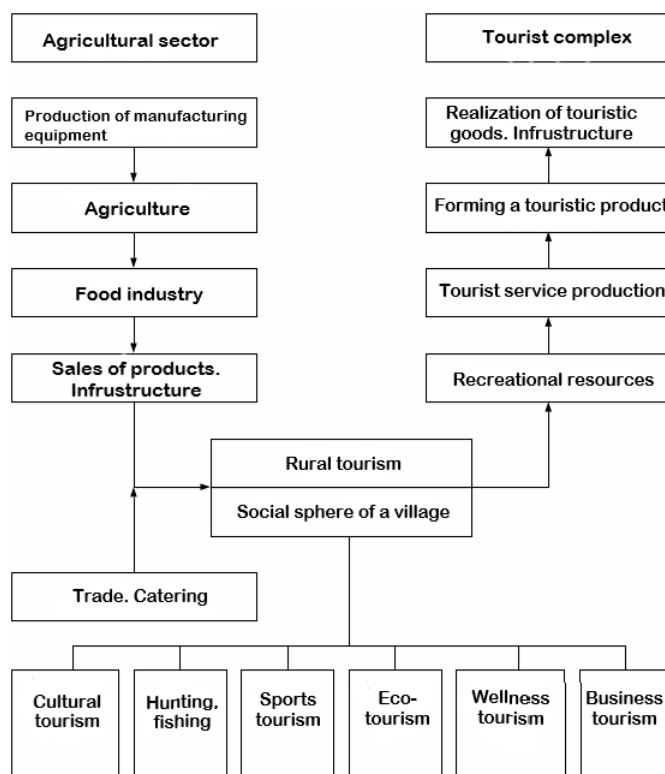 Agricultural sector
Tourist complex
Production of manufacturing
equipment
Realization of touristic
goods. Infrustructure
Agriculture
Forming a touristic product
Food industry
Tourist service production
Sales of products.
Infrustructure
Recreational resources
Rural tourism
Social sphere of a village
Trade. Catering
Cultural
tourism
Hunting,
fishing
Sports
tourism
Eco-
tourism
Wellness
tourism
Business
tourism